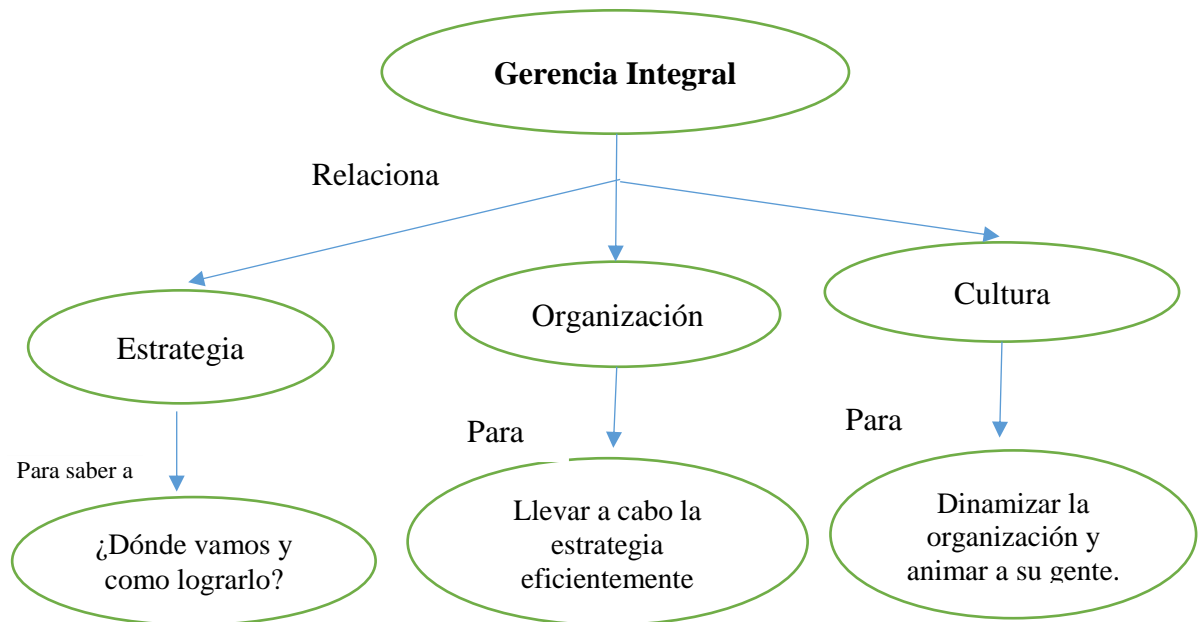 Gerencia Integral
Relaciona
Estrategia
Organización
Cultura
Para saber a
Para
Para
¿Dónde vamos y
como lograrlo?
Llevar a cabo la
estrategia
eficientemente
Dinamizar la
organización y
animar a su gente.